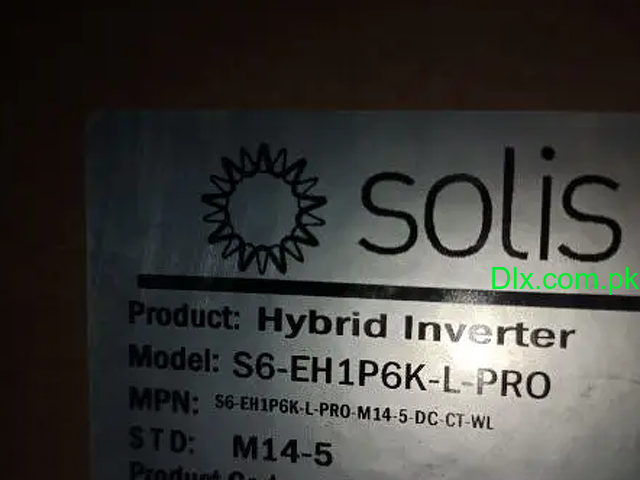 solis
Dlx.com.pk
Product: Hybrid Inverter
Model: S6-EH1P6K-L-PRO
MPN: S6-EH1P6K-L-PRO-M14-5-DC-CT-WL
STD: M14-5
Product